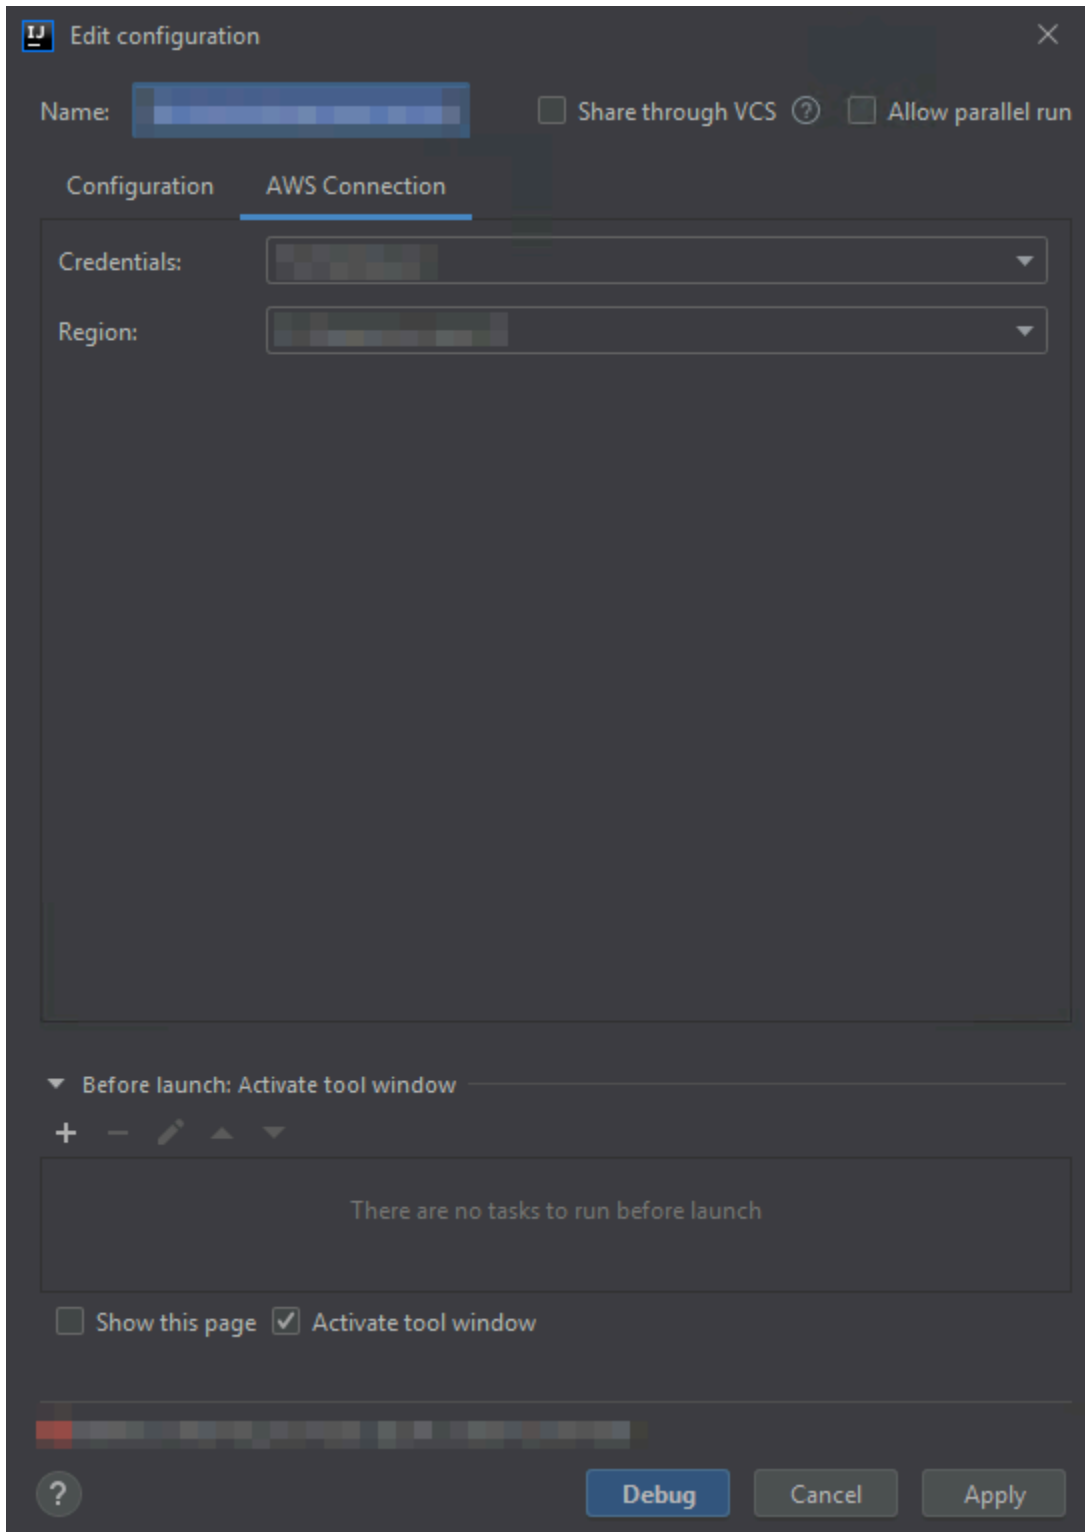 IJ Edit configuration
Name: Share through VCS ? Allow parallel run
Configuration AWS Connection
Credentials:
Region:
Before launch: Activate tool window
There are no tasks to run before launch
Show this page Activate tool window
? Debug Cancel Apply